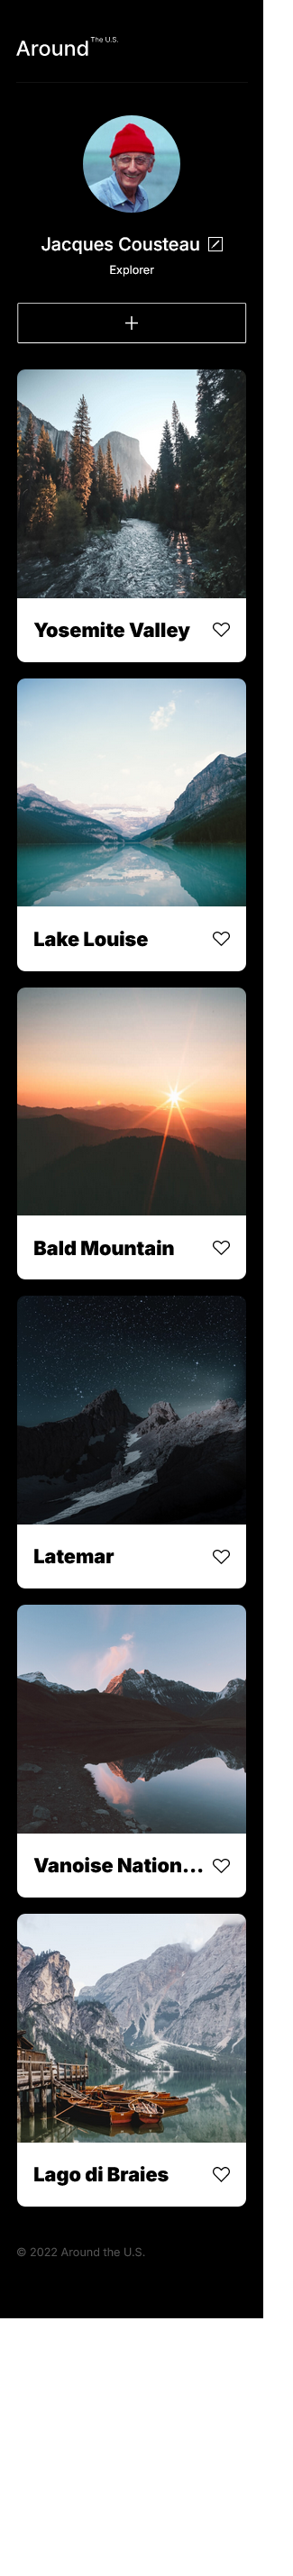 Around The U.S.
Jacques Cousteau
Explorer
Yosemite Valley
Lake Louise
Bald Mountain
Latemar
Vanoise Nation...
Lago di Braies
© 2022 Around the U.S.